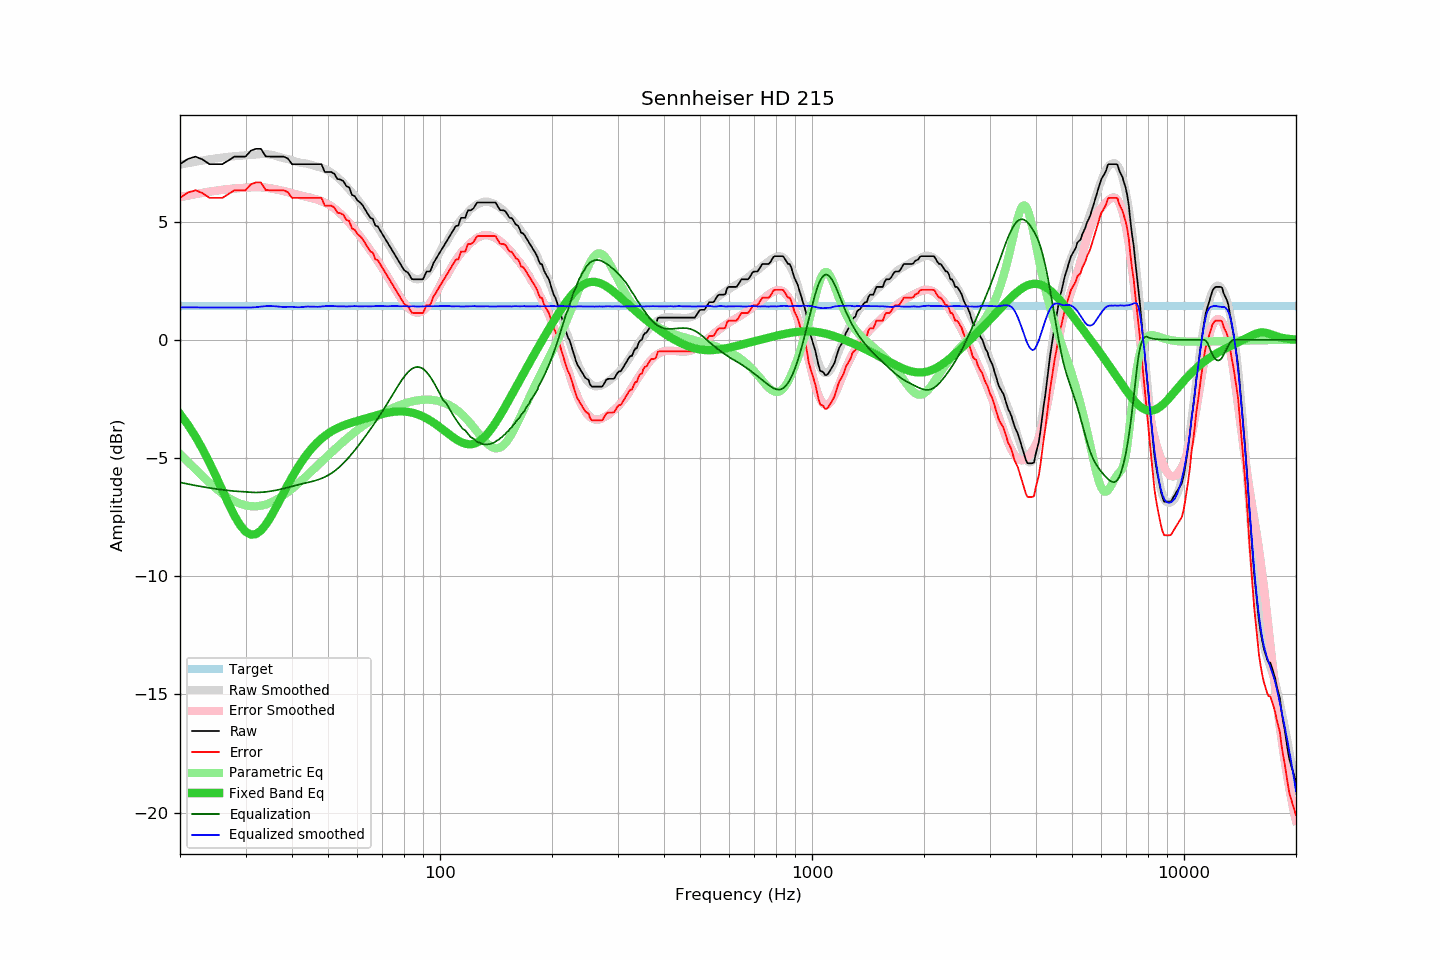 Sennheiser HD 215
Amplitude (dBr)
5
0
−5
−10
−15
−20
Target
Raw Smoothed
Error Smoothed
Raw
Error
Parametric Eq
Fixed Band Eq
Equalization
Equalized smoothed
100 1000 10000
Frequency (Hz)